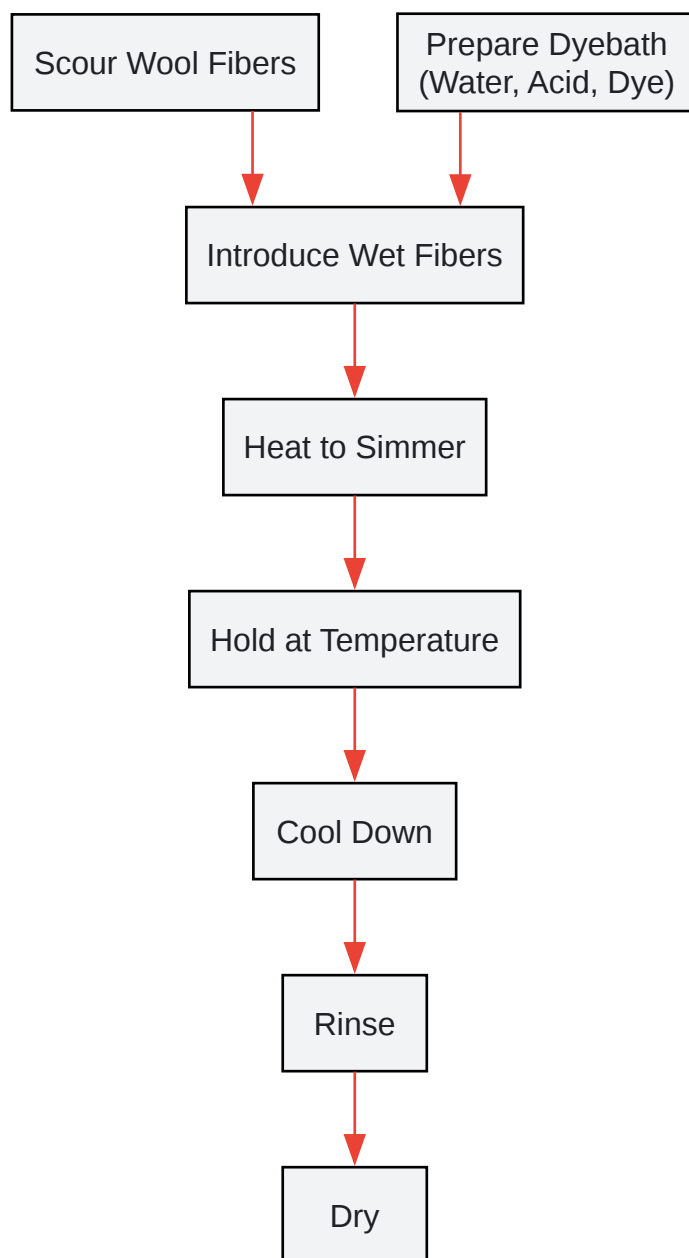 Scour Wool Fibers
Prepare Dyebath
(Water, Acid, Dye)
Introduce Wet Fibers
Heat to Simmer
Hold at Temperature
Cool Down
Rinse
Dry